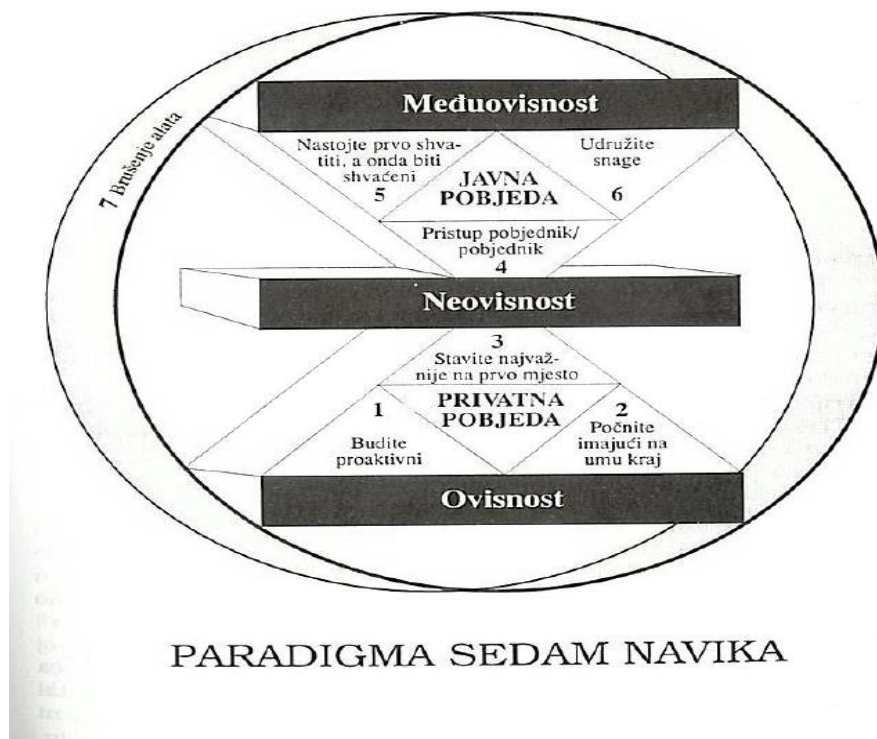 Međuovisnost
7 Brušenje alata
Nastojte prvo shva-
titi, a onda biti
shvaćeni
5
JAVNA
POBJEDA
Udružite
snage
6
Pristup pobjednik/
pobjednik
4
Neovisnost
3
Stavite najvaž-
nije na prvo mjesto
1
Budite
proaktivni
PRIVATNA
POBJEDA
2
Počnite
imajući na
umu kraj
Ovisnost
PARADIGMA SEDAM NAVIKA